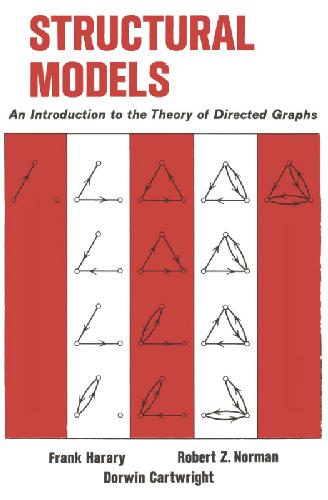 STRUCTURAL
MODELS
An Introduction to the Theory of Directed Graphs
Frank Harary Robert Z. Norman
Dorwin Cartwright